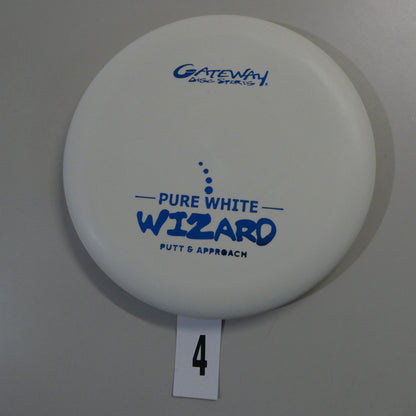 GATEWAY
DISC SPORTS
PURE WHITE
WIZARD
PUTT & APPROACH
4